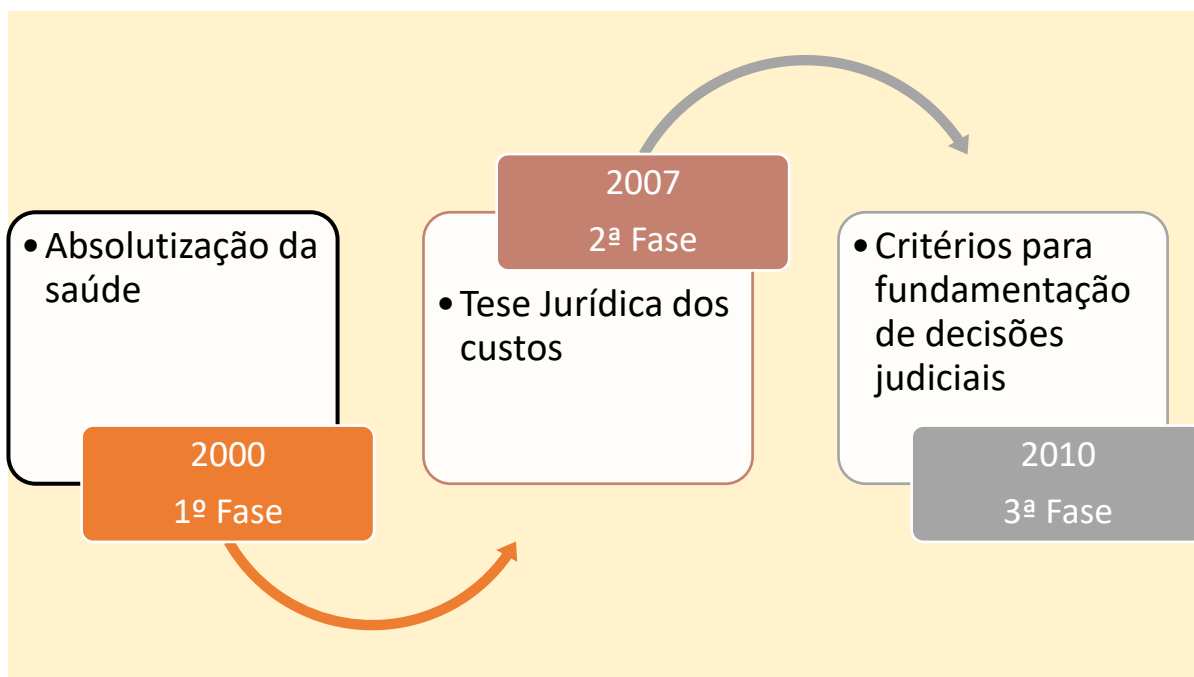 • Absolutização da
saúde
2000
1º Fase
2007
2ª Fase
• Tese Jurídica dos
custos
• Critérios para
fundamentação
de decisões
judiciais
2010
3ª Fase